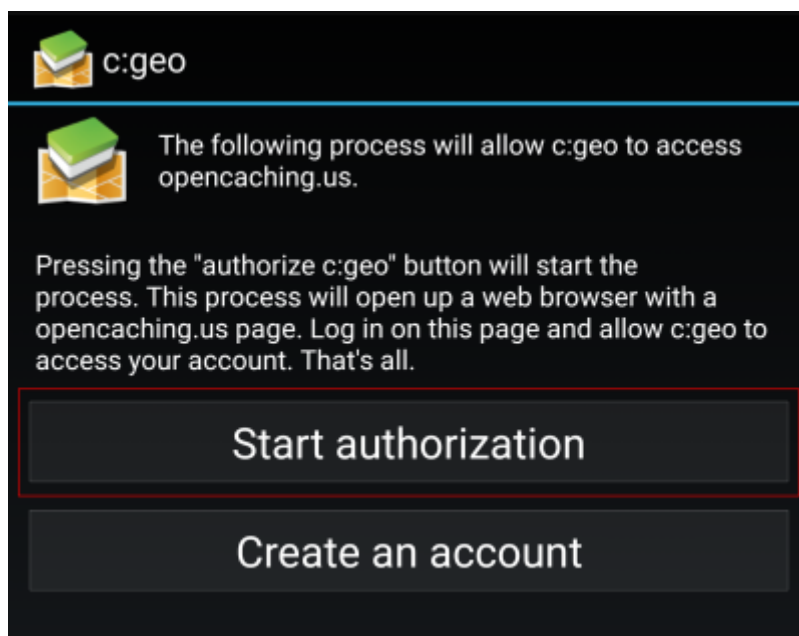 c:geo
The following process will allow c:geo to access
opencaching.us.
Pressing the "authorize c:geo" button will start the
process. This process will open up a web browser with a
opencaching.us page. Log in on this page and allow c:geo to
access your account. That's all.
Start authorization
Create an account